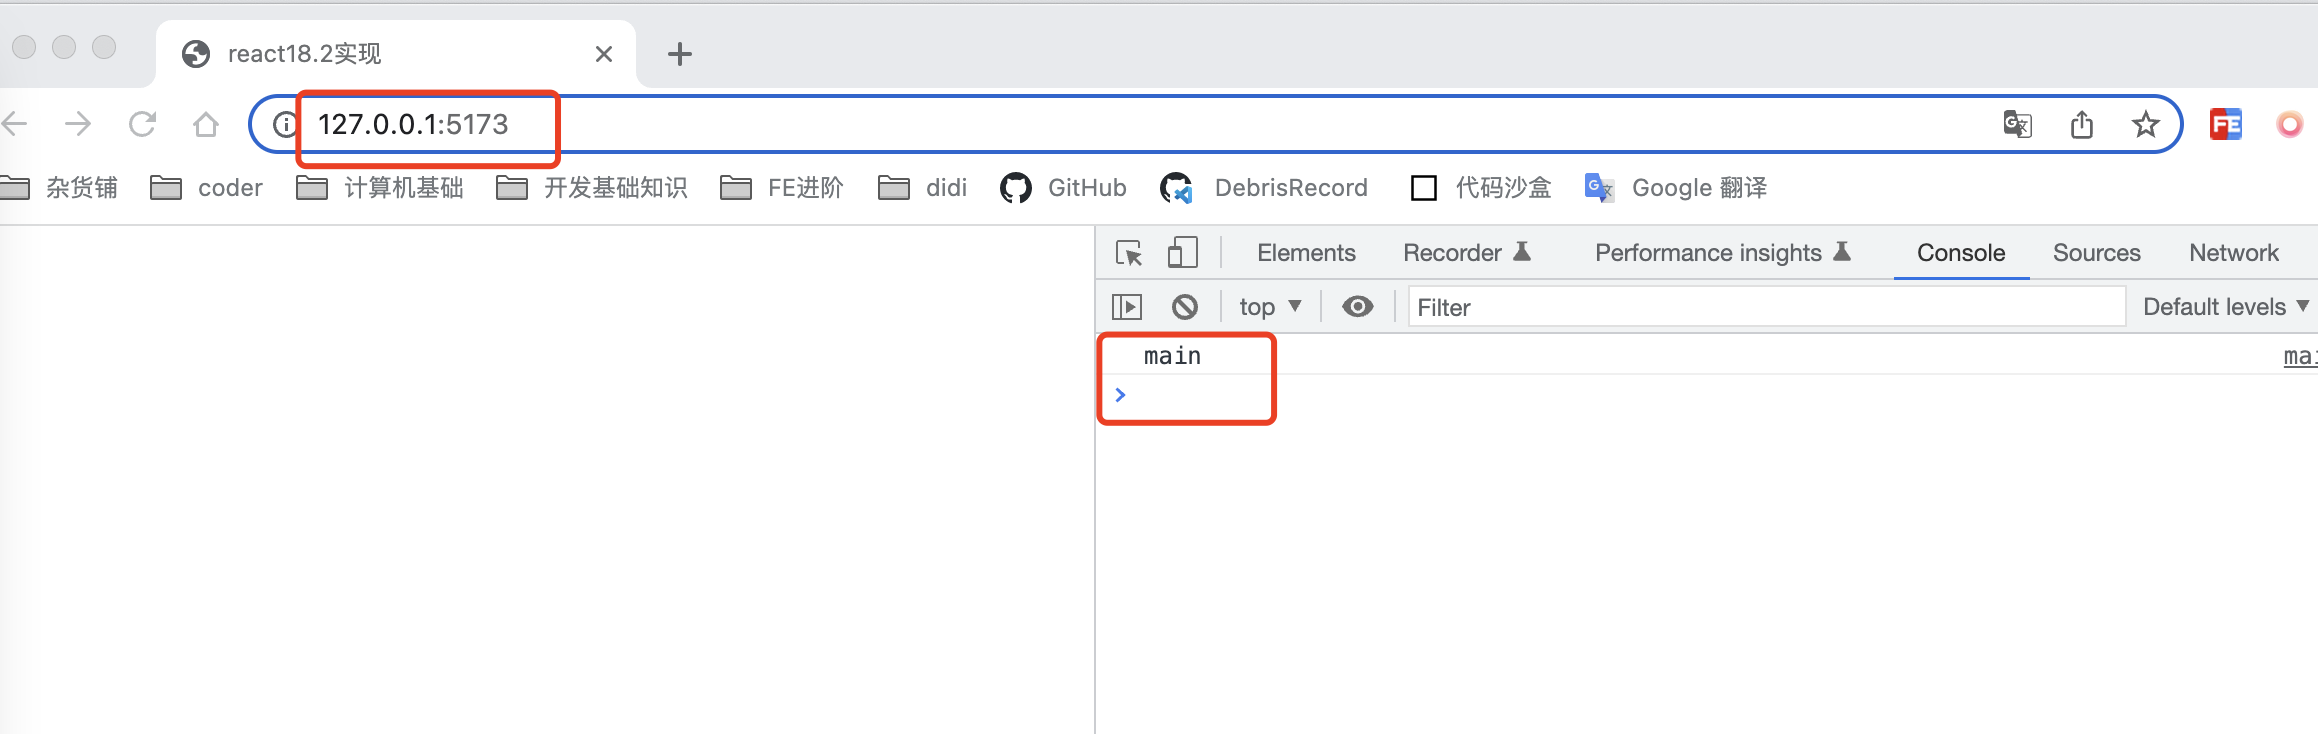 react18.2实现
127.0.0.1:5173
杂货铺 coder 计算机基础 开发基础知识 FE进阶 didi GitHub DebrisRecord 代码沙盒 Google 翻译
Elements Recorder Performance insights Console Sources Network
top Filter Default levels
main mai